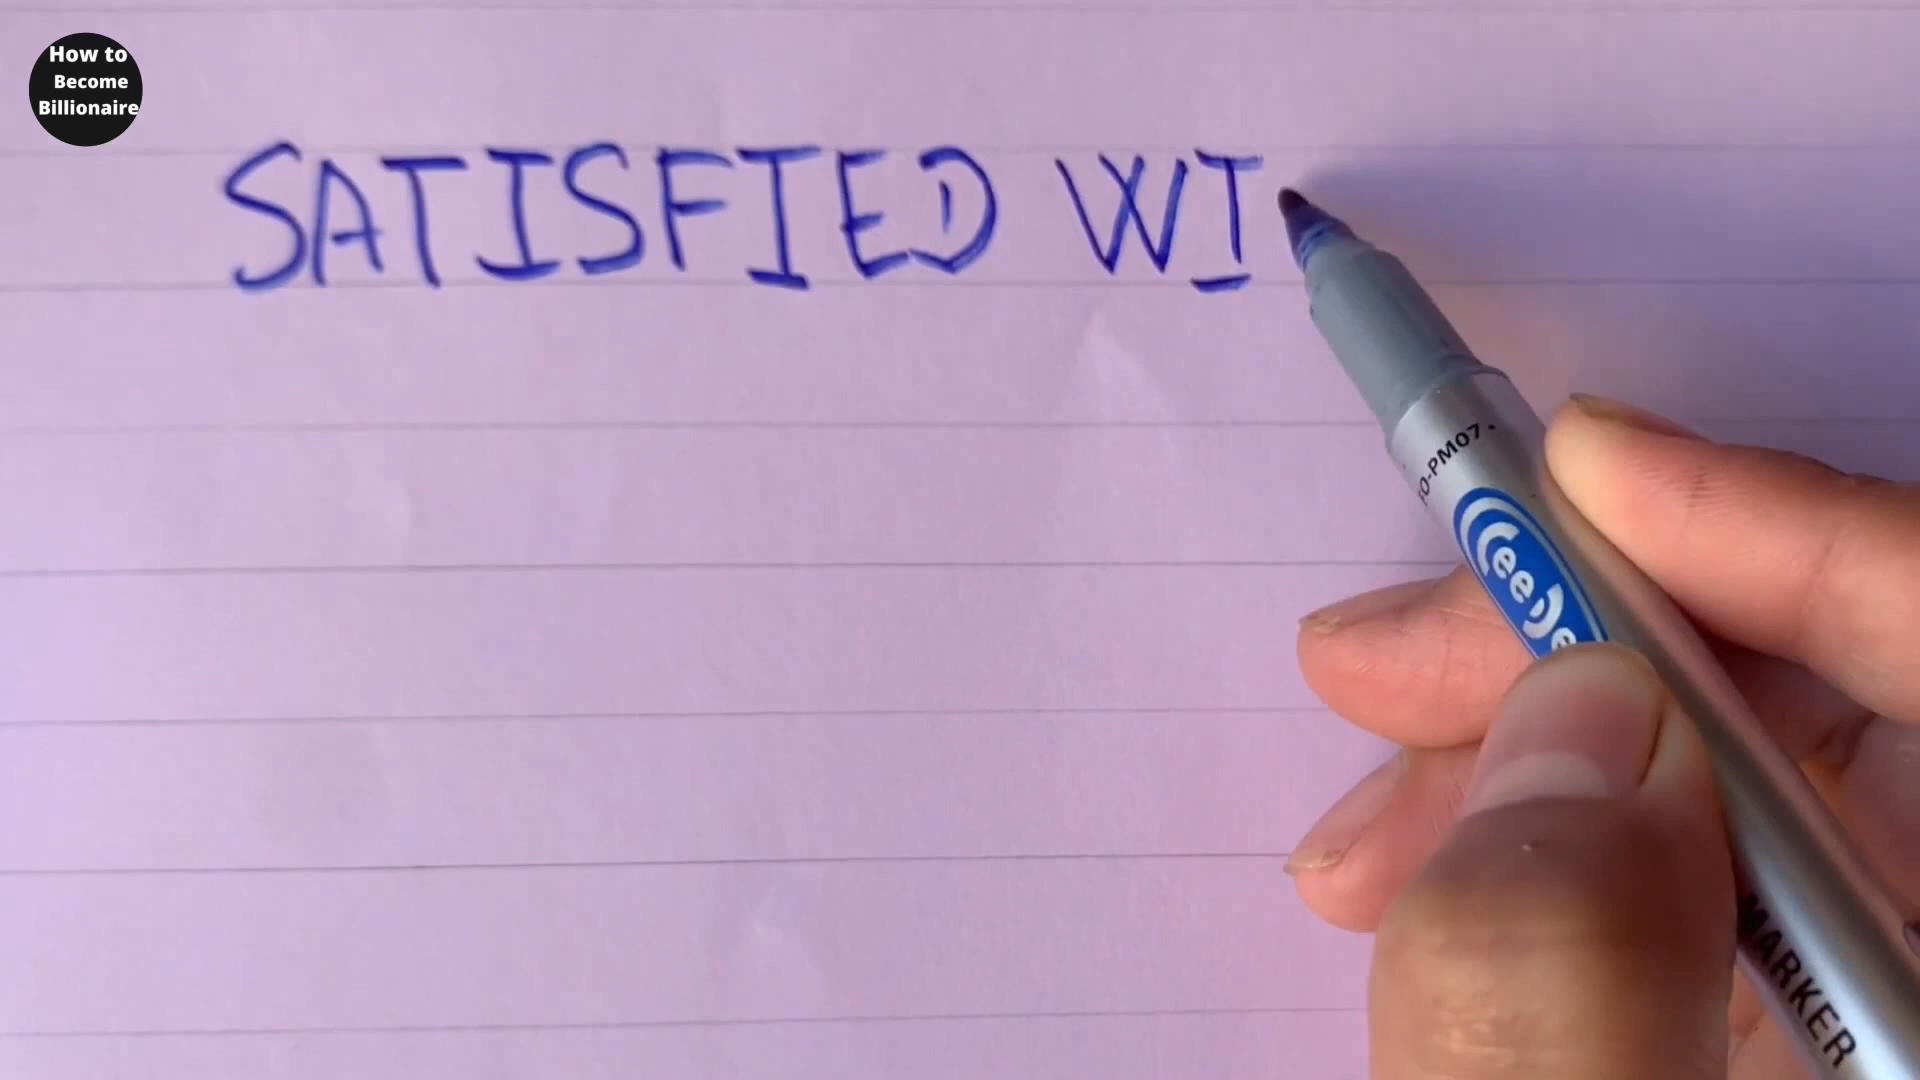 How to
Become
Billionaire
SATISFIED WI
-PM07.
MARKER